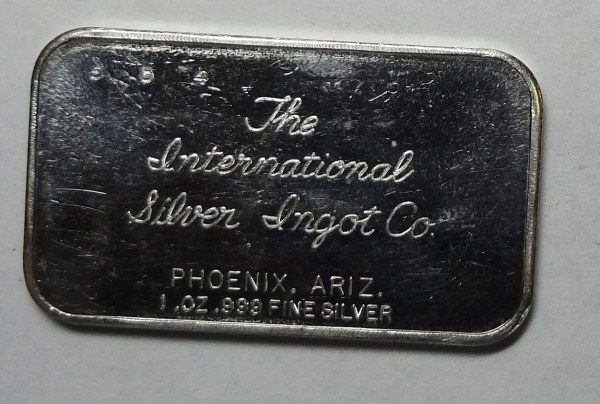 The
International
Silver Ingot Co.
PHOENIX, ARIZ.
1 .OZ .999 FINE SILVER